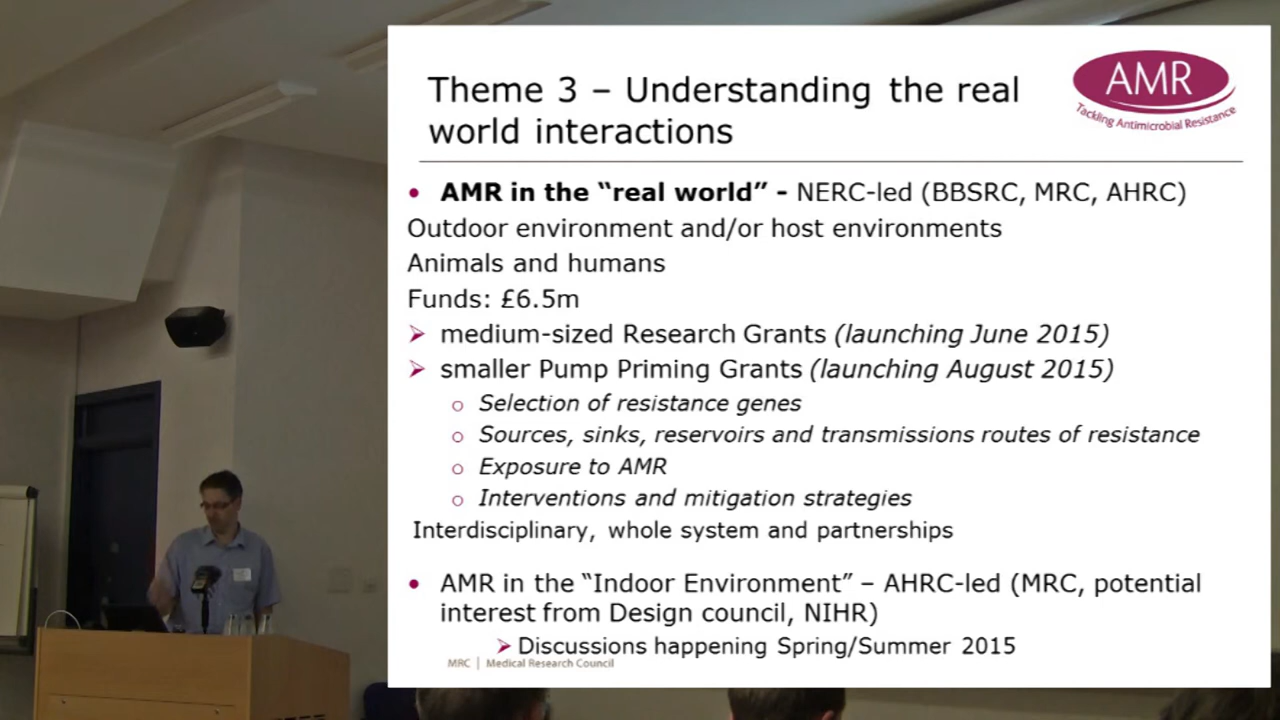 Theme 3 – Understanding the real
world interactions
AMR
Tackling Antimicrobial Resistance
• AMR in the “real world” - NERC-led (BBSRC, MRC, AHRC)
Outdoor environment and/or host environments
Animals and humans
Funds: £6.5m
➢ medium-sized Research Grants (launching June 2015)
➢ smaller Pump Priming Grants (launching August 2015)
o Selection of resistance genes
o Sources, sinks, reservoirs and transmissions routes of resistance
o Exposure to AMR
o Interventions and mitigation strategies
Interdisciplinary, whole system and partnerships
• AMR in the “Indoor Environment” – AHRC-led (MRC, potential
interest from Design council, NIHR)
➢ Discussions happening Spring/Summer 2015
MRC | Medical Research Council